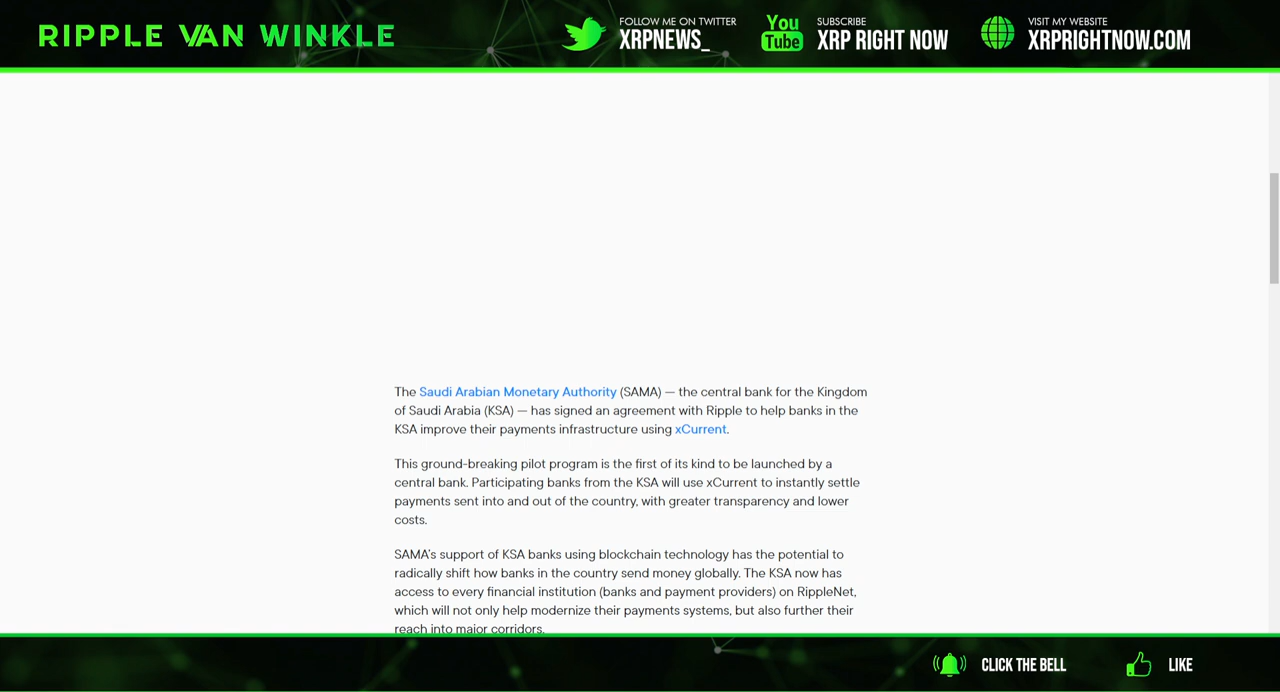 RIPPLE VAN WINKLE
FOLLOW ME ON TWITTER
XRPNEWS_
You
Tube
SUBSCRIBE
XRP RIGHT NOW
VISIT MY WEBSITE
XRPRIGHTNOW.COM
The Saudi Arabian Monetary Authority (SAMA) — the central bank for the Kingdom
of Saudi Arabia (KSA) — has signed an agreement with Ripple to help banks in the
KSA improve their payments infrastructure using xCurrent.
This ground-breaking pilot program is the first of its kind to be launched by a
central bank. Participating banks from the KSA will use xCurrent to instantly settle
payments sent into and out of the country, with greater transparency and lower
costs.
SAMA's support of KSA banks using blockchain technology has the potential to
radically shift how banks in the country send money globally. The KSA now has
access to every financial institution (banks and payment providers) on RippleNet,
which will not only help modernize their payments systems, but also further their
reach into major corridors.
CLICK THE BELL
LIKE